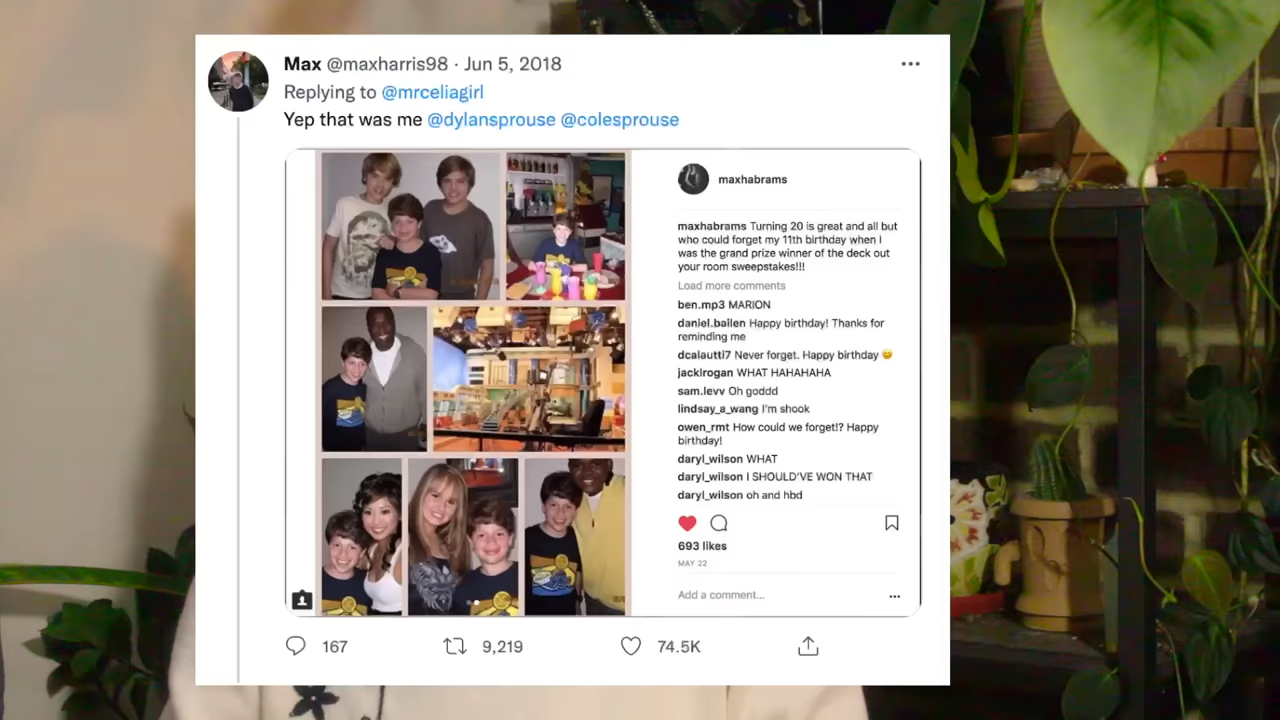 Max @maxharris98 · Jun 5, 2018
Replying to @mrceliagirl
Yep that was me @dylansprouse @colesprouse
maxhabrams
maxhabrams Turning 20 is great and all but
who could forget my 11th birthday when I
was the grand prize winner of the deck out
your room sweepstakes!!!
Load more comments
ben.mp3 MARION
daniel.bailen Happy birthday! Thanks for
reminding me
dcalautti7 Never forget. Happy birthday 😄
jacklrogan WHAT HAHAHAHA
sam.levv Oh goddd
lindsay_a_wang I'm shook
owen_rmt How could we forget!? Happy
birthday!
daryl_wilson WHAT
daryl_wilson I SHOULD'VE WON THAT
daryl_wilson oh and hbd
693 likes
MAY 22
Add a comment...
167 9,219 74.5K